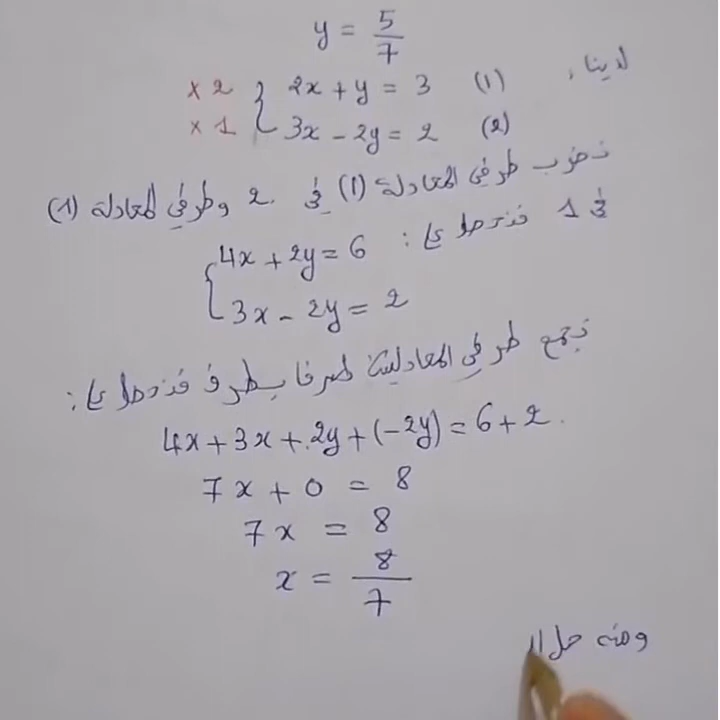 y = 5/7
لدينا :
× 2 { 2x + y = 3 (1)
× 1 { 3x - 2y = 2 (2)
نضرب طرفي المعادلة (1) في 2 وطرفي المعادلة (1)
في 1 فنحصل على :
{ 4x + 2y = 6
{ 3x - 2y = 2
نجمع طرفي المعادلتين طرفا بطرف فنحصل على :
4x + 3x + 2y + (-2y) = 6 + 2.
7x + 0 = 8
7x = 8
x = 8/7
ومنه حل